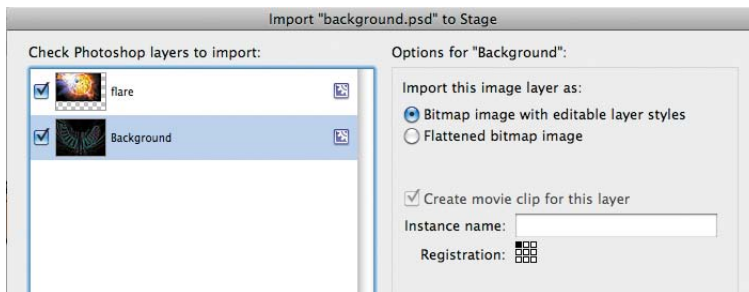 Import "background.psd" to Stage
Check Photoshop layers to import:
flare
Background
Options for "Background":
Import this image layer as:
Bitmap image with editable layer styles
Flattened bitmap image
Create movie clip for this layer
Instance name:
Registration: